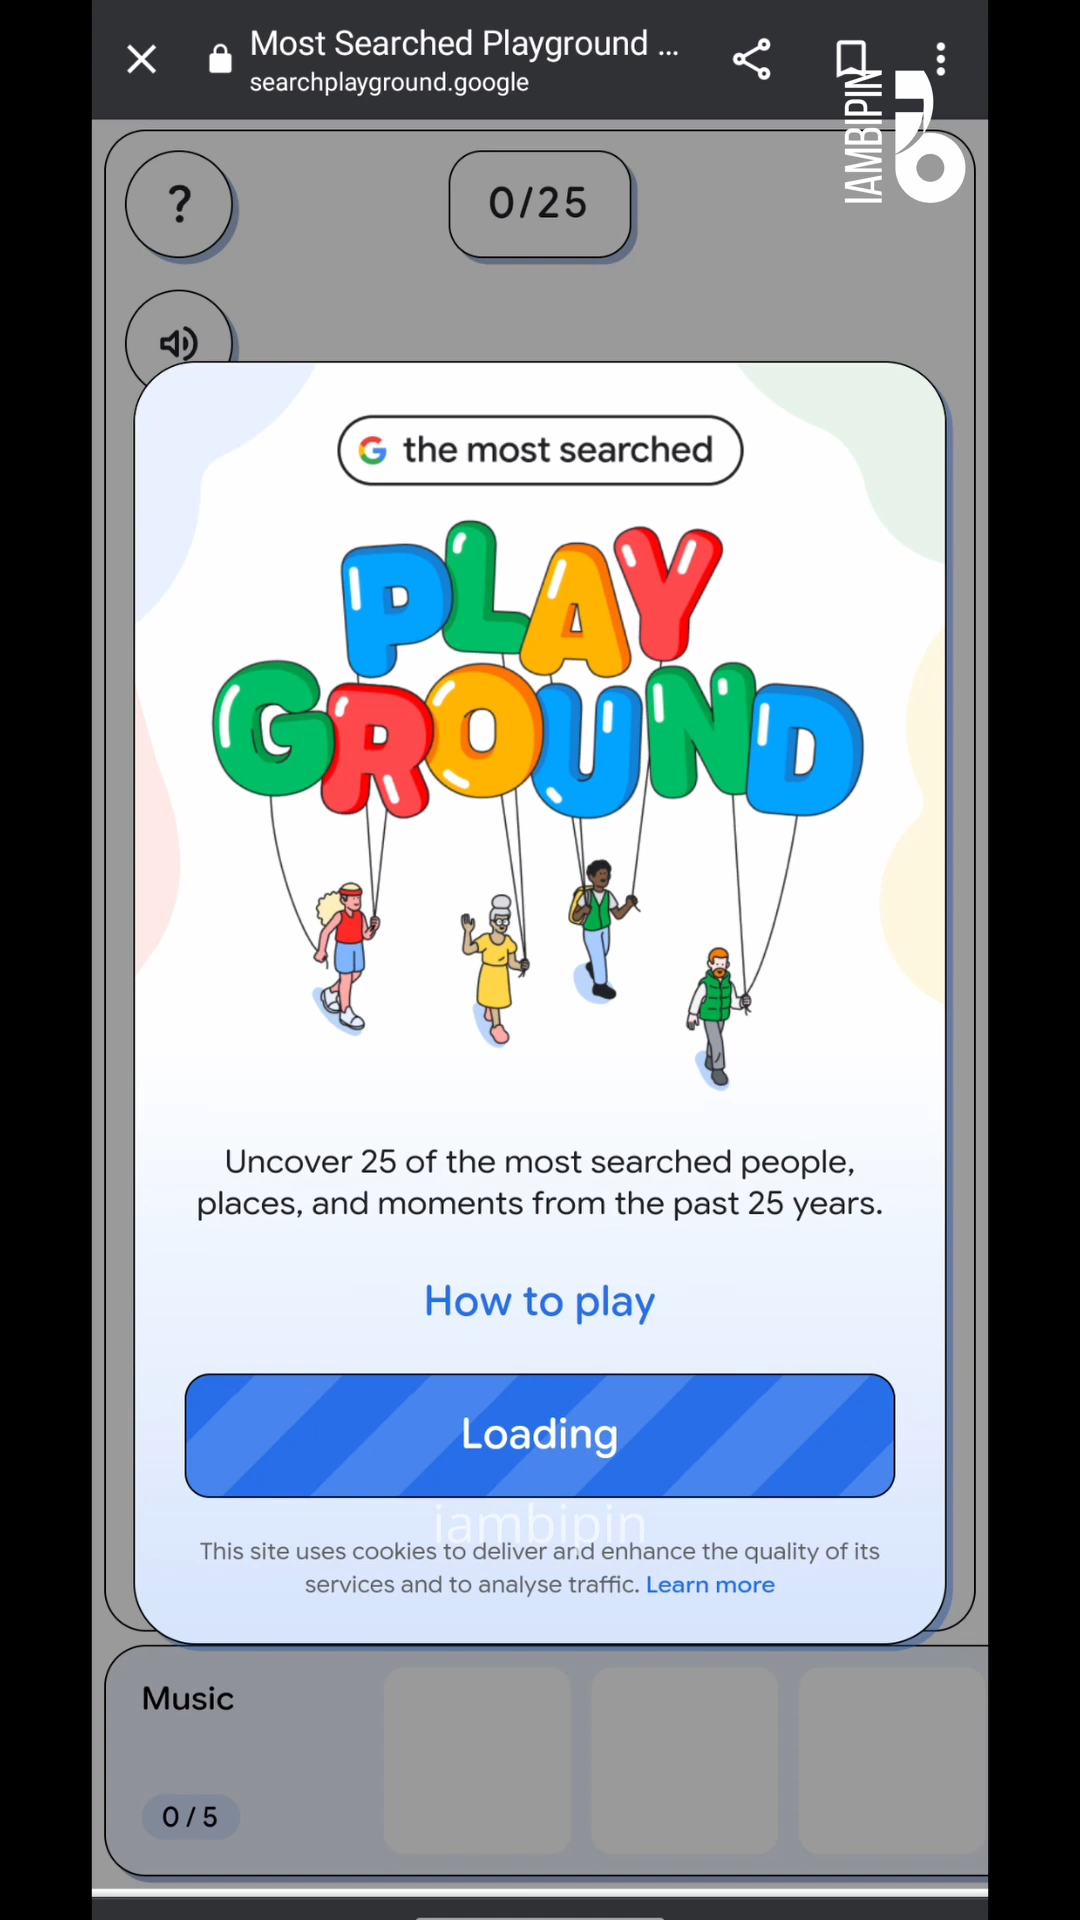 Most Searched Playground ...
searchplayground.google
IAMBIPIN
?
0/25
G the most searched
PLAY
GROUND
Uncover 25 of the most searched people,
places, and moments from the past 25 years.
How to play
Loading
iambipin
This site uses cookies to deliver and enhance the quality of its
services and to analyse traffic. Learn more
Music
0 / 5